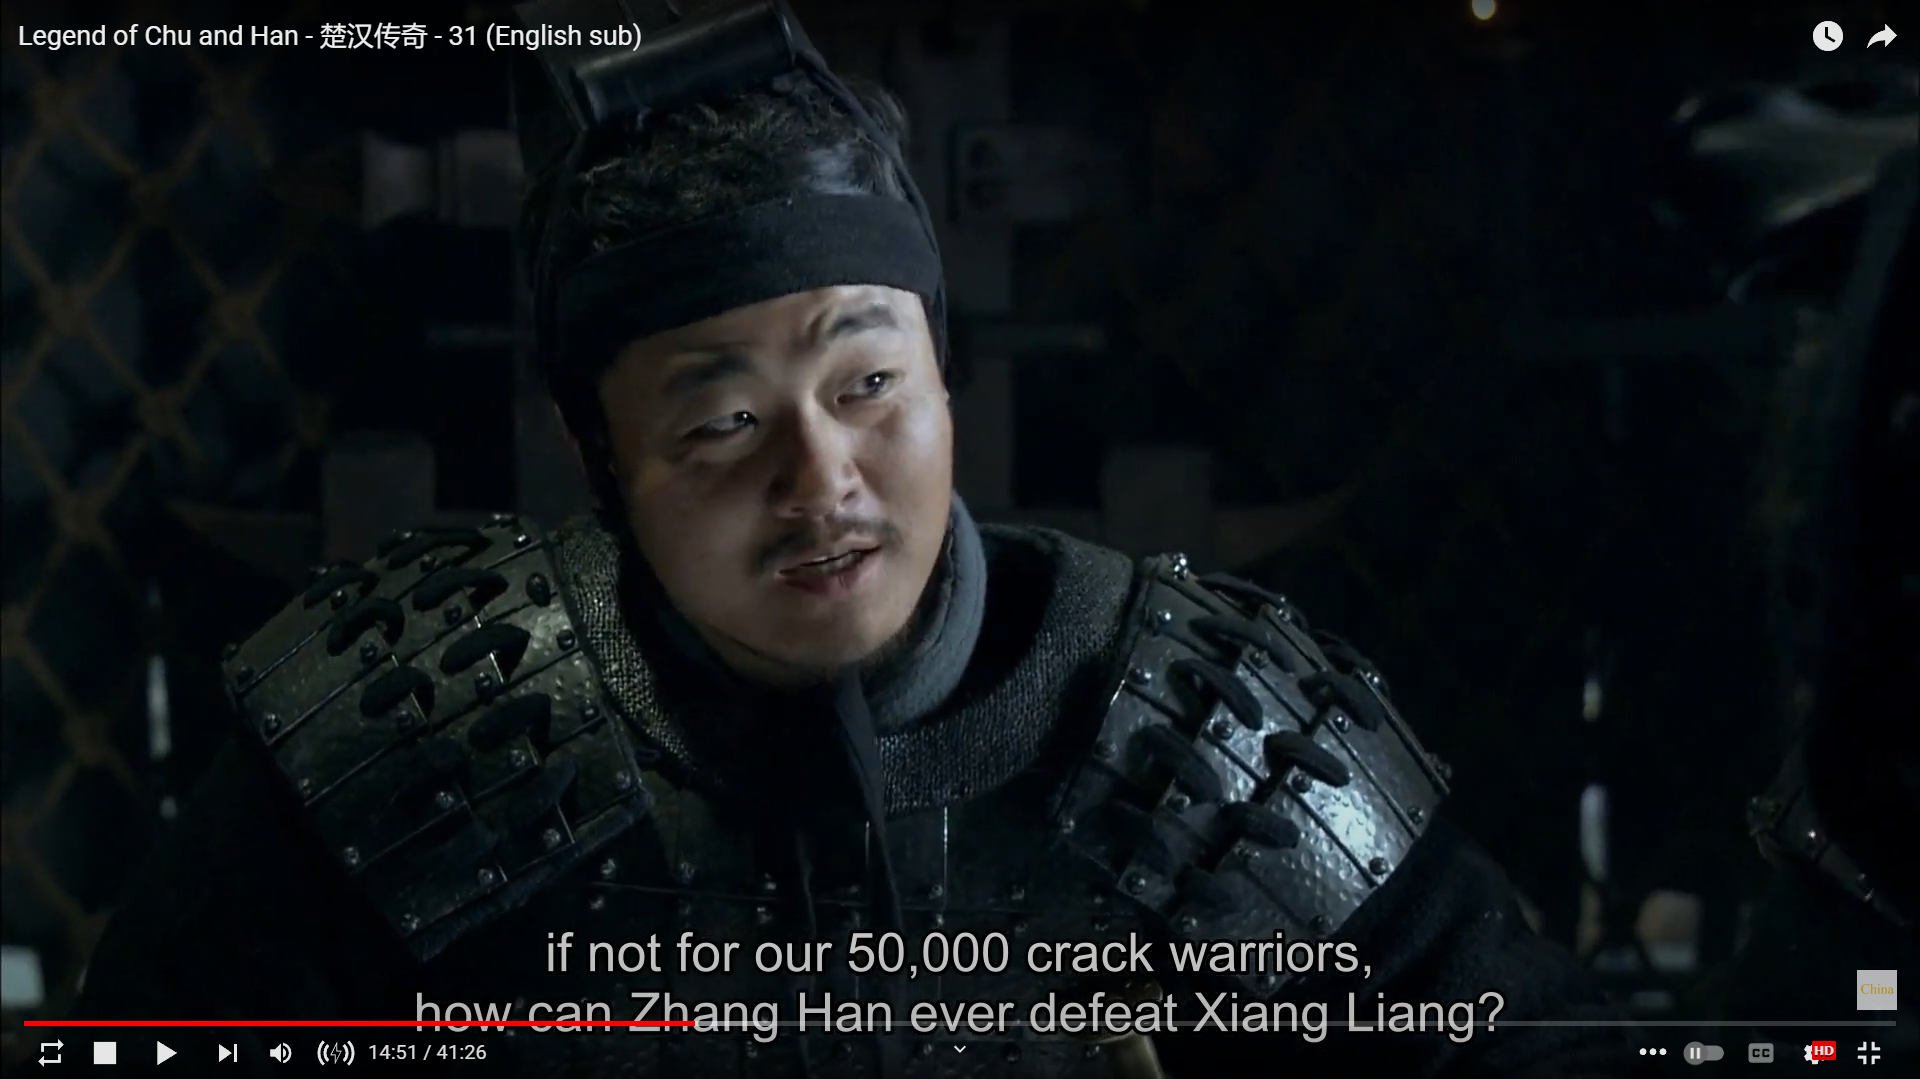 Legend of Chu and Han - 楚汉传奇 - 31 (English sub)
if not for our 50,000 crack warriors,
how can Zhang Han ever defeat Xiang Liang?
China
14:51 / 41:26
CC
HD